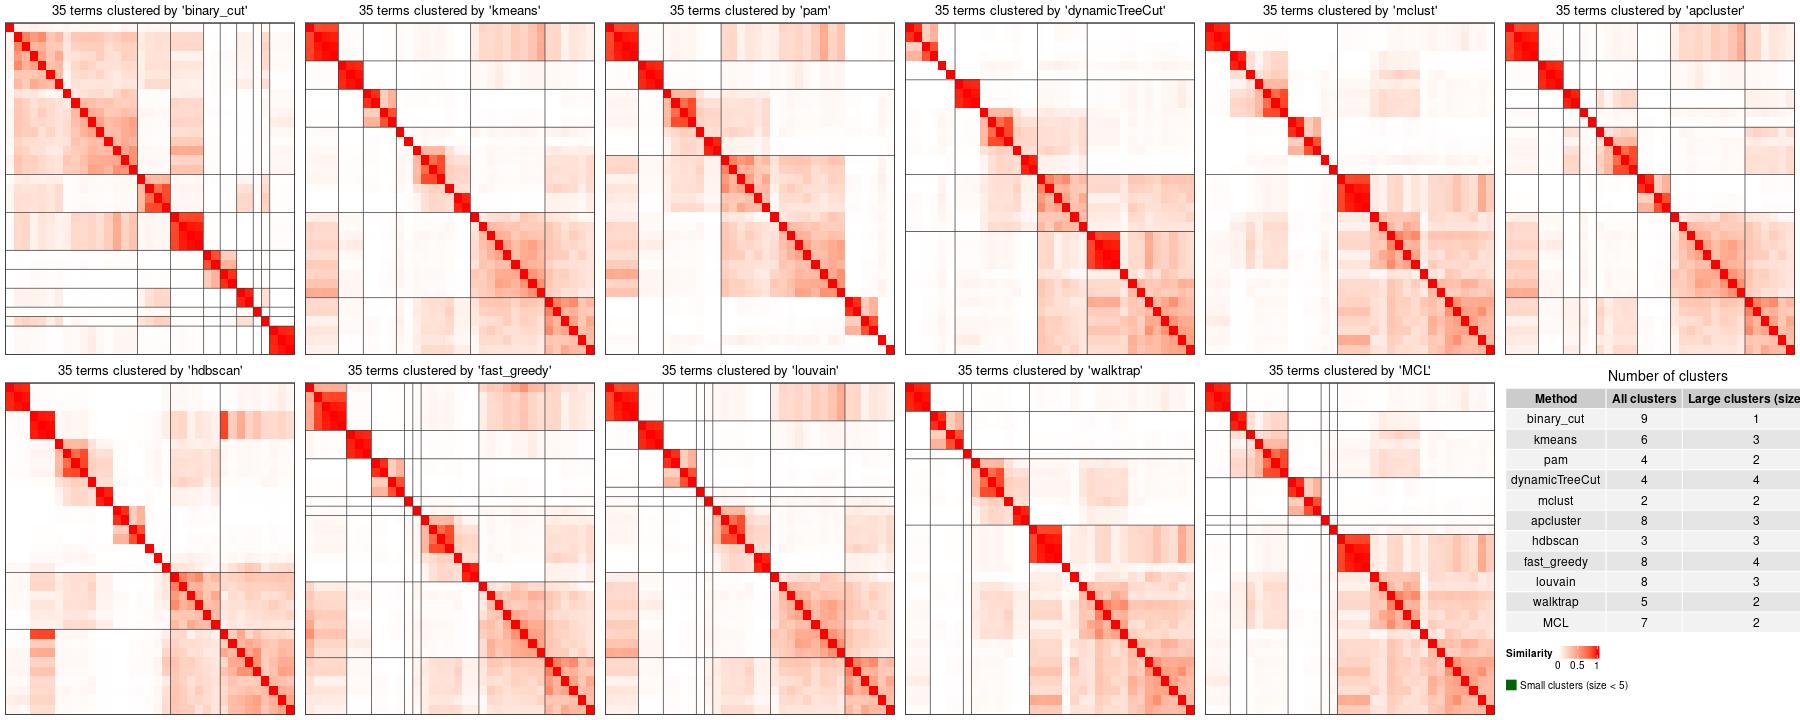 35 terms clustered by 'binary_cut'
35 terms clustered by 'kmeans'
35 terms clustered by 'pam'
35 terms clustered by 'dynamicTreeCut'
35 terms clustered by 'mclust'
35 terms clustered by 'apcluster'
35 terms clustered by 'hdbscan'
35 terms clustered by 'fast_greedy'
35 terms clustered by 'louvain'
35 terms clustered by 'walktrap'
35 terms clustered by 'MCL'
Number of clusters
Method All clusters Large clusters (size
binary_cut 9 1
kmeans 6 3
pam 4 2
dynamicTreeCut 4 4
mclust 2 2
apcluster 8 3
hdbscan 3 3
fast_greedy 8 4
louvain 8 3
walktrap 5 2
MCL 7 2
Similarity
0 0.5 1
Small clusters (size < 5)